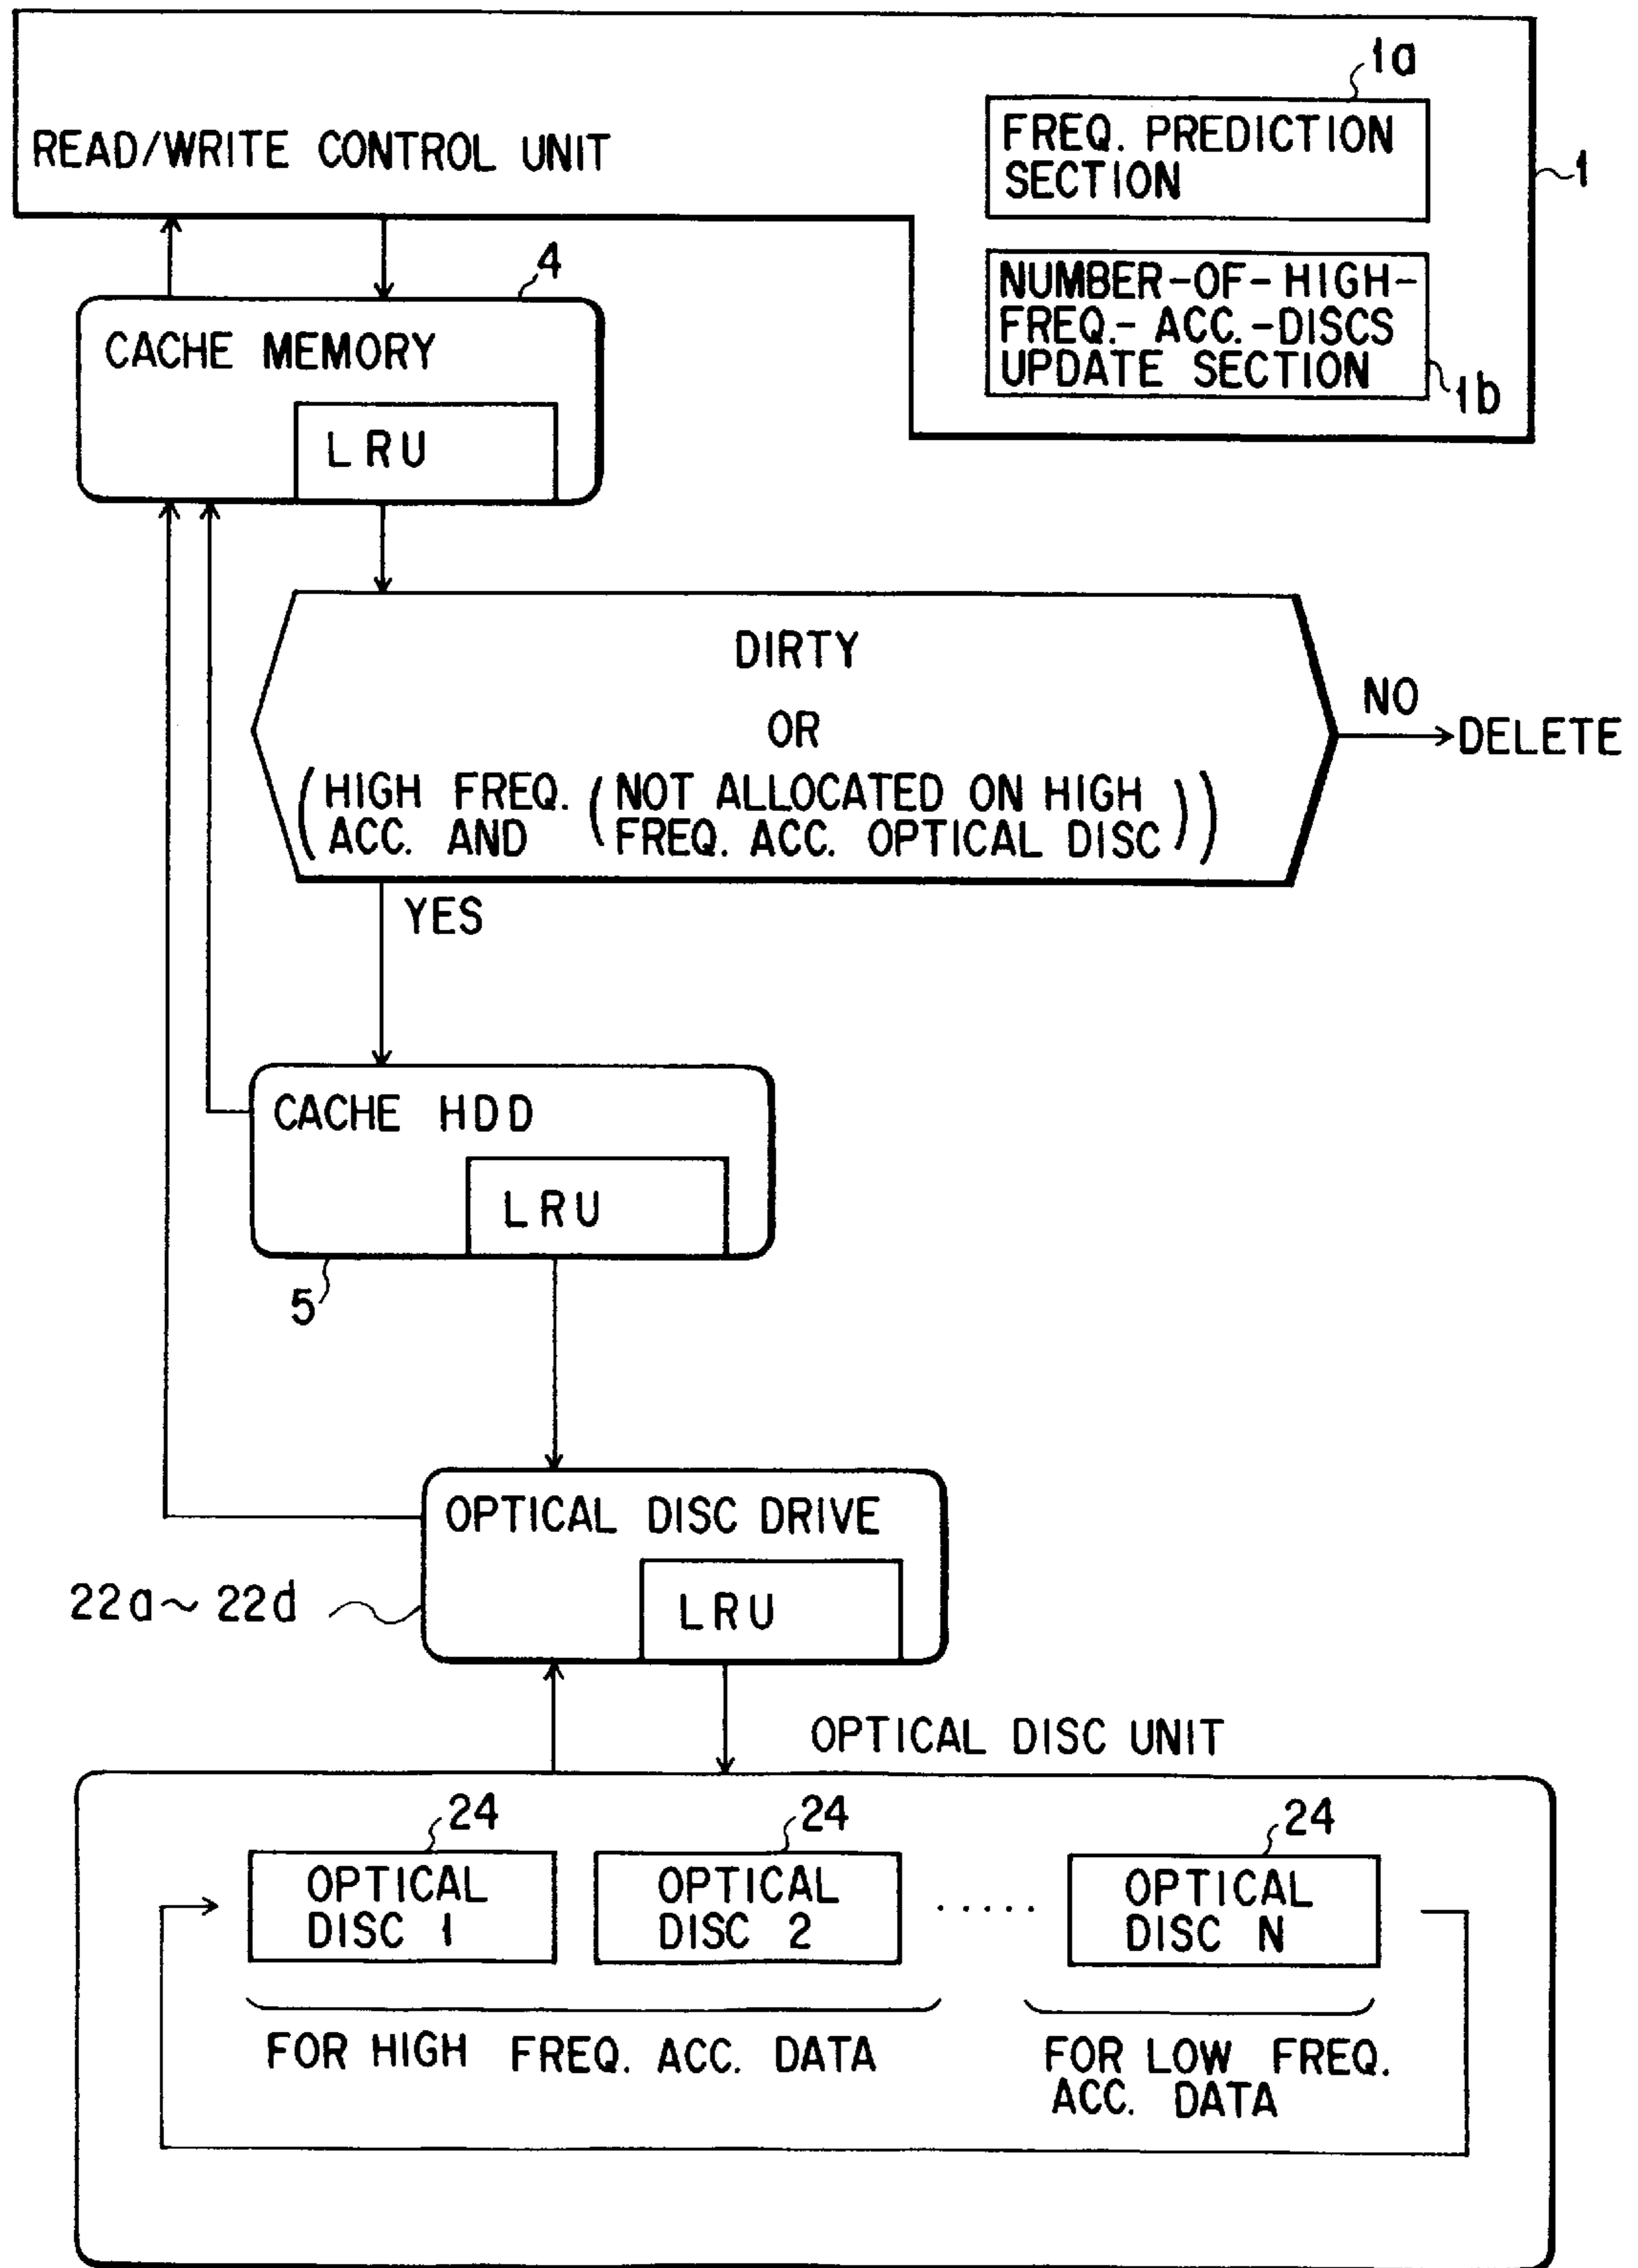 1a
READ/WRITE CONTROL UNIT
FREQ. PREDICTION
SECTION
1
4
NUMBER-OF-HIGH-
FREQ.-ACC.-DISCS
UPDATE SECTION
1b
CACHE MEMORY
LRU
DIRTY
OR
NO
DELETE
(HIGH FREQ. (NOT ALLOCATED ON HIGH
ACC. AND FREQ. ACC. OPTICAL DISC))
YES
CACHE HDD
LRU
5
OPTICAL DISC DRIVE
22a~22d
LRU
OPTICAL DISC UNIT
24
24
24
OPTICAL
DISC 1
OPTICAL
DISC 2
.....
OPTICAL
DISC N
FOR HIGH FREQ. ACC. DATA
FOR LOW FREQ.
ACC. DATA